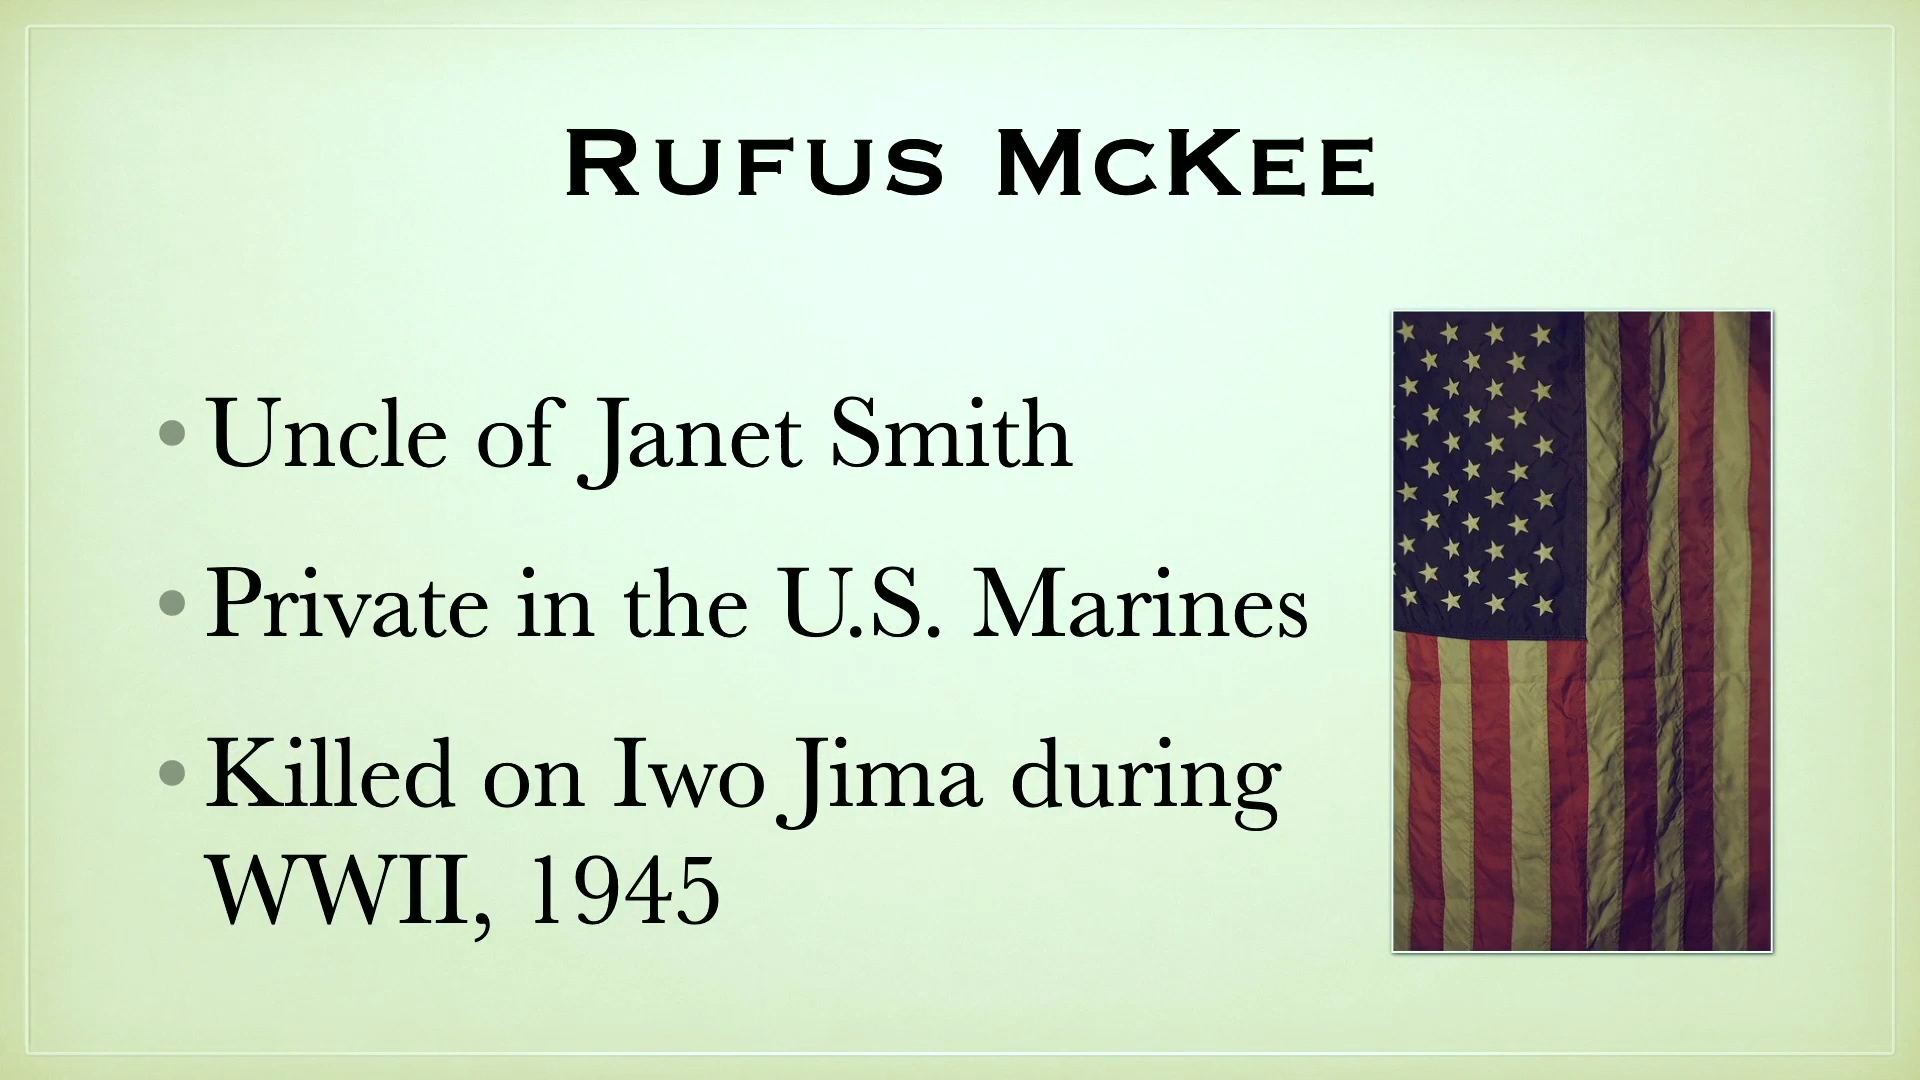 Rufus McKee
• Uncle of Janet Smith
• Private in the U.S. Marines
• Killed on Iwo Jima during
WWII, 1945